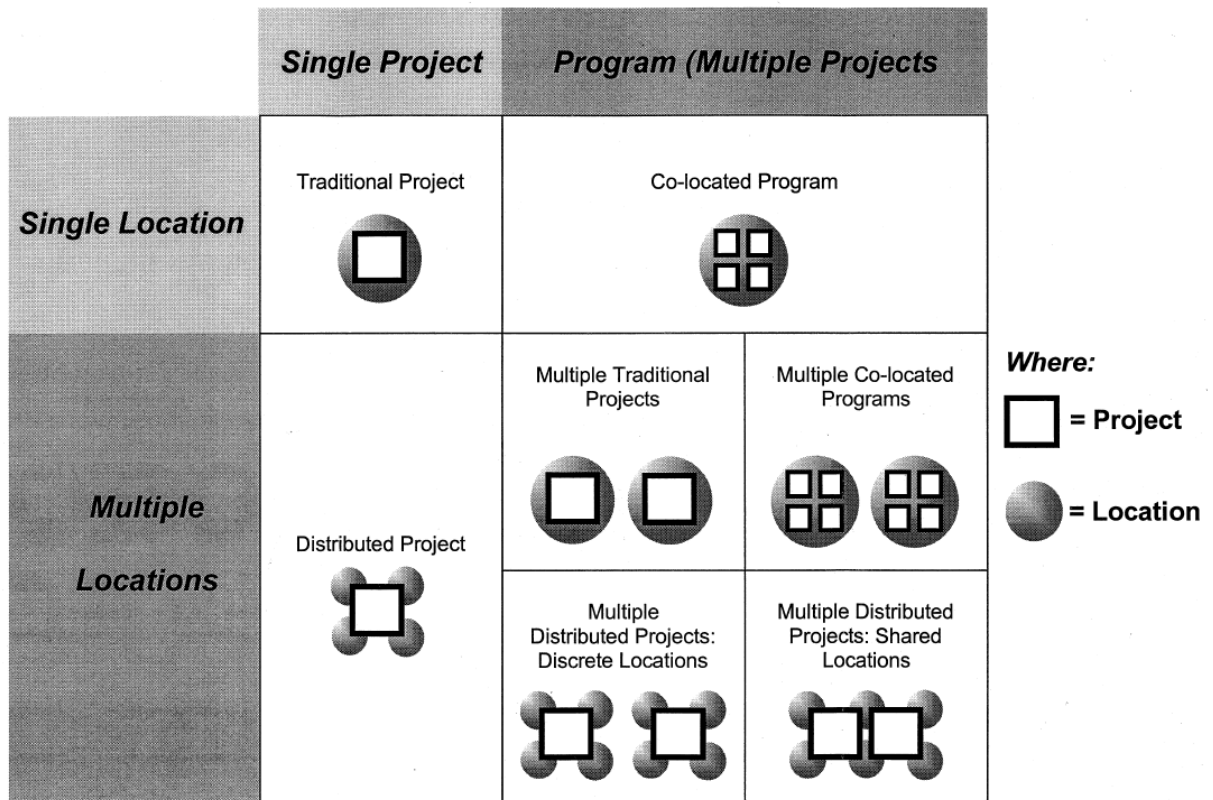 Single Project
Program (Multiple Projects
Single Location
Traditional Project
Co-located Program
Multiple
Locations
Distributed Project
Multiple Traditional
Projects
Multiple Co-located
Programs
Multiple
Distributed Projects:
Discrete Locations
Multiple Distributed
Projects: Shared
Locations
Where:
= Project
= Location